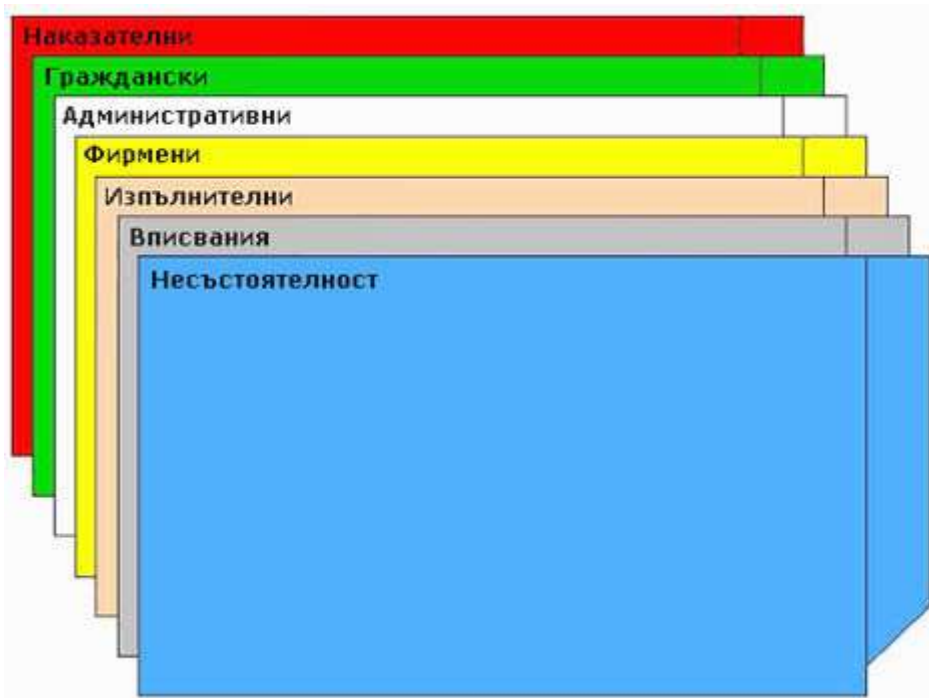 Наказателни
Граждански
Административни
Фирмени
Изпълнителни
Вписвания
Несъстоятелност